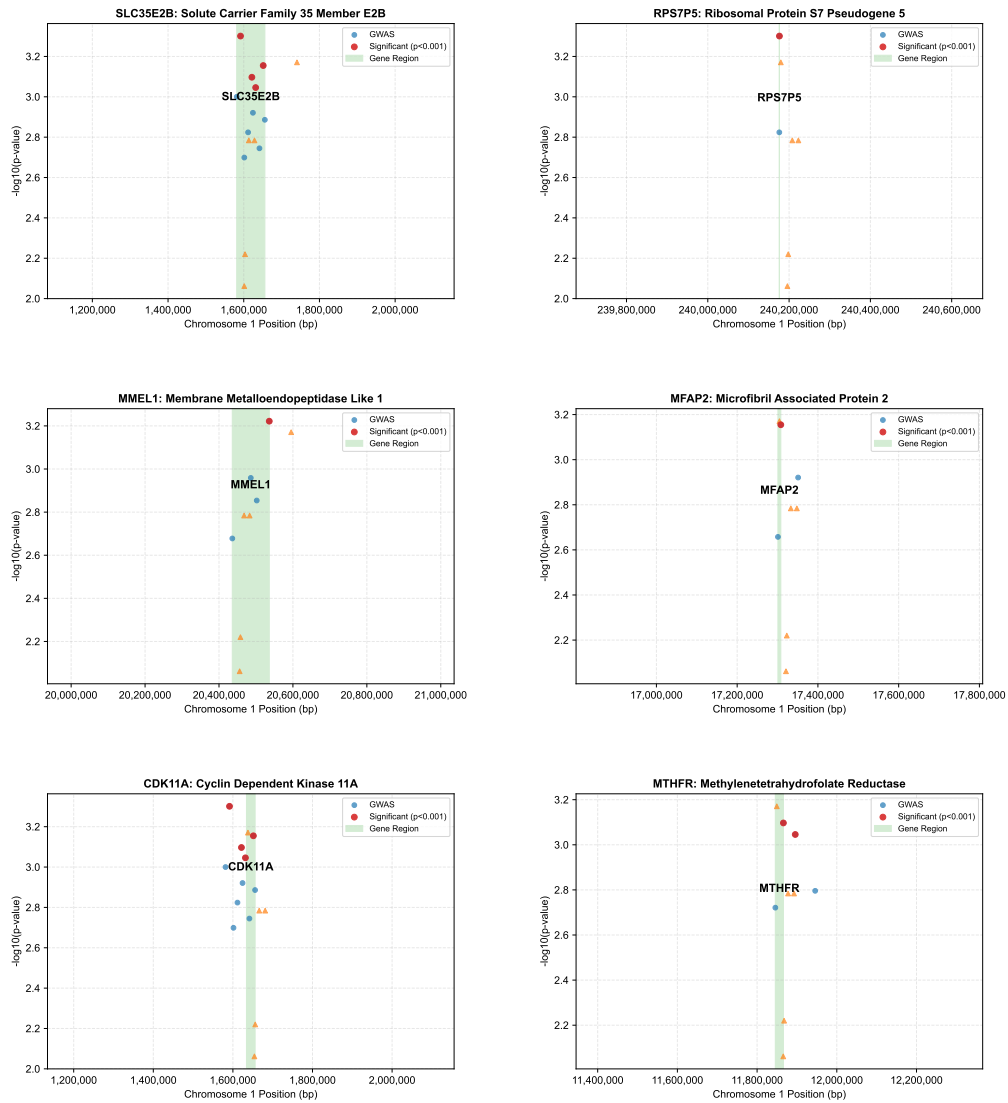 SLC35E2B: Solute Carrier Family 35 Member E2B
GWAS
Significant (p<0.001)
Gene Region
SLC35E2B
3.2
3.0
2.8
2.6
2.4
2.2
2.0
-log10(p-value)
1,200,000 1,400,000 1,600,000 1,800,000 2,000,000
Chromosome 1 Position (bp)
RPS7P5: Ribosomal Protein S7 Pseudogene 5
GWAS
Significant (p<0.001)
Gene Region
RPS7P5
3.2
3.0
2.8
2.6
2.4
2.2
2.0
-log10(p-value)
239,800,000 240,000,000 240,200,000 240,400,000 240,600,000
Chromosome 1 Position (bp)
MMEL1: Membrane Metalloendopeptidase Like 1
GWAS
Significant (p<0.001)
Gene Region
MMEL1
3.2
3.0
2.8
2.6
2.4
2.2
-log10(p-value)
20,000,000 20,200,000 20,400,000 20,600,000 20,800,000 21,000,000
Chromosome 1 Position (bp)
MFAP2: Microfibril Associated Protein 2
GWAS
Significant (p<0.001)
Gene Region
MFAP2
3.2
3.0
2.8
2.6
2.4
2.2
-log10(p-value)
17,000,000 17,200,000 17,400,000 17,600,000 17,800,000
Chromosome 1 Position (bp)
CDK11A: Cyclin Dependent Kinase 11A
GWAS
Significant (p<0.001)
Gene Region
CDK11A
3.2
3.0
2.8
2.6
2.4
2.2
2.0
-log10(p-value)
1,200,000 1,400,000 1,600,000 1,800,000 2,000,000
Chromosome 1 Position (bp)
MTHFR: Methylenetetrahydrofolate Reductase
GWAS
Significant (p<0.001)
Gene Region
MTHFR
3.2
3.0
2.8
2.6
2.4
2.2
-log10(p-value)
11,400,000 11,600,000 11,800,000 12,000,000 12,200,000
Chromosome 1 Position (bp)